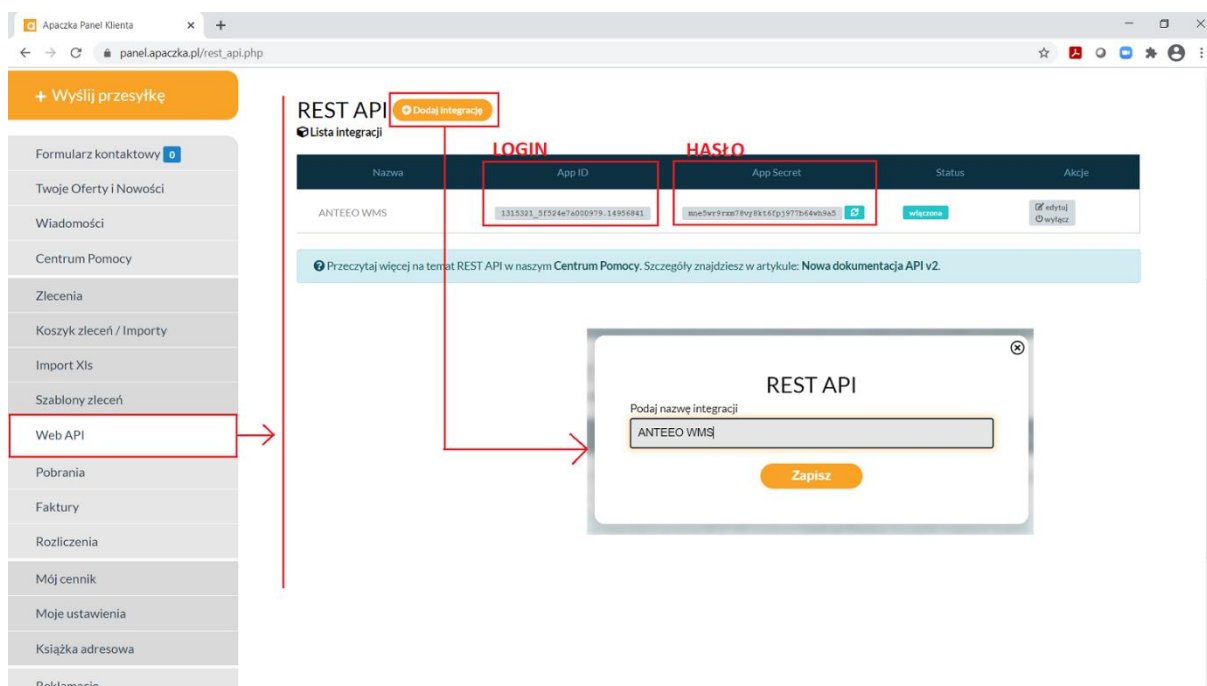 Apaczka Panel Klienta
panel.apaczka.pl/rest_api.php
+ Wyślij przesyłkę
Formularz kontaktowy 0
Twoje Oferty i Nowości
Wiadomości
Centrum Pomocy
Zlecenia
Koszyk zleceń / Importy
Import Xls
Szablony zleceń
Web API
Pobrania
Faktury
Rozliczenia
Mój cennik
Moje ustawienia
Książka adresowa
Reklamacje
REST API Dodaj integrację
Lista integracji
LOGIN HASŁO
Nazwa App ID App Secret Status Akcje
ANTEEO WMS 1315321_5f524e7a000979.14956841 mne5wr9rxm78vy8kt6fpj977b64wh9a5 włączona edytuj
wyłącz
Przeczytaj więcej na temat REST API w naszym Centrum Pomocy. Szczegóły znajdziesz w artykule: Nowa dokumentacja API v2.
REST API
Podaj nazwę integracji
ANTEEO WMS
Zapisz